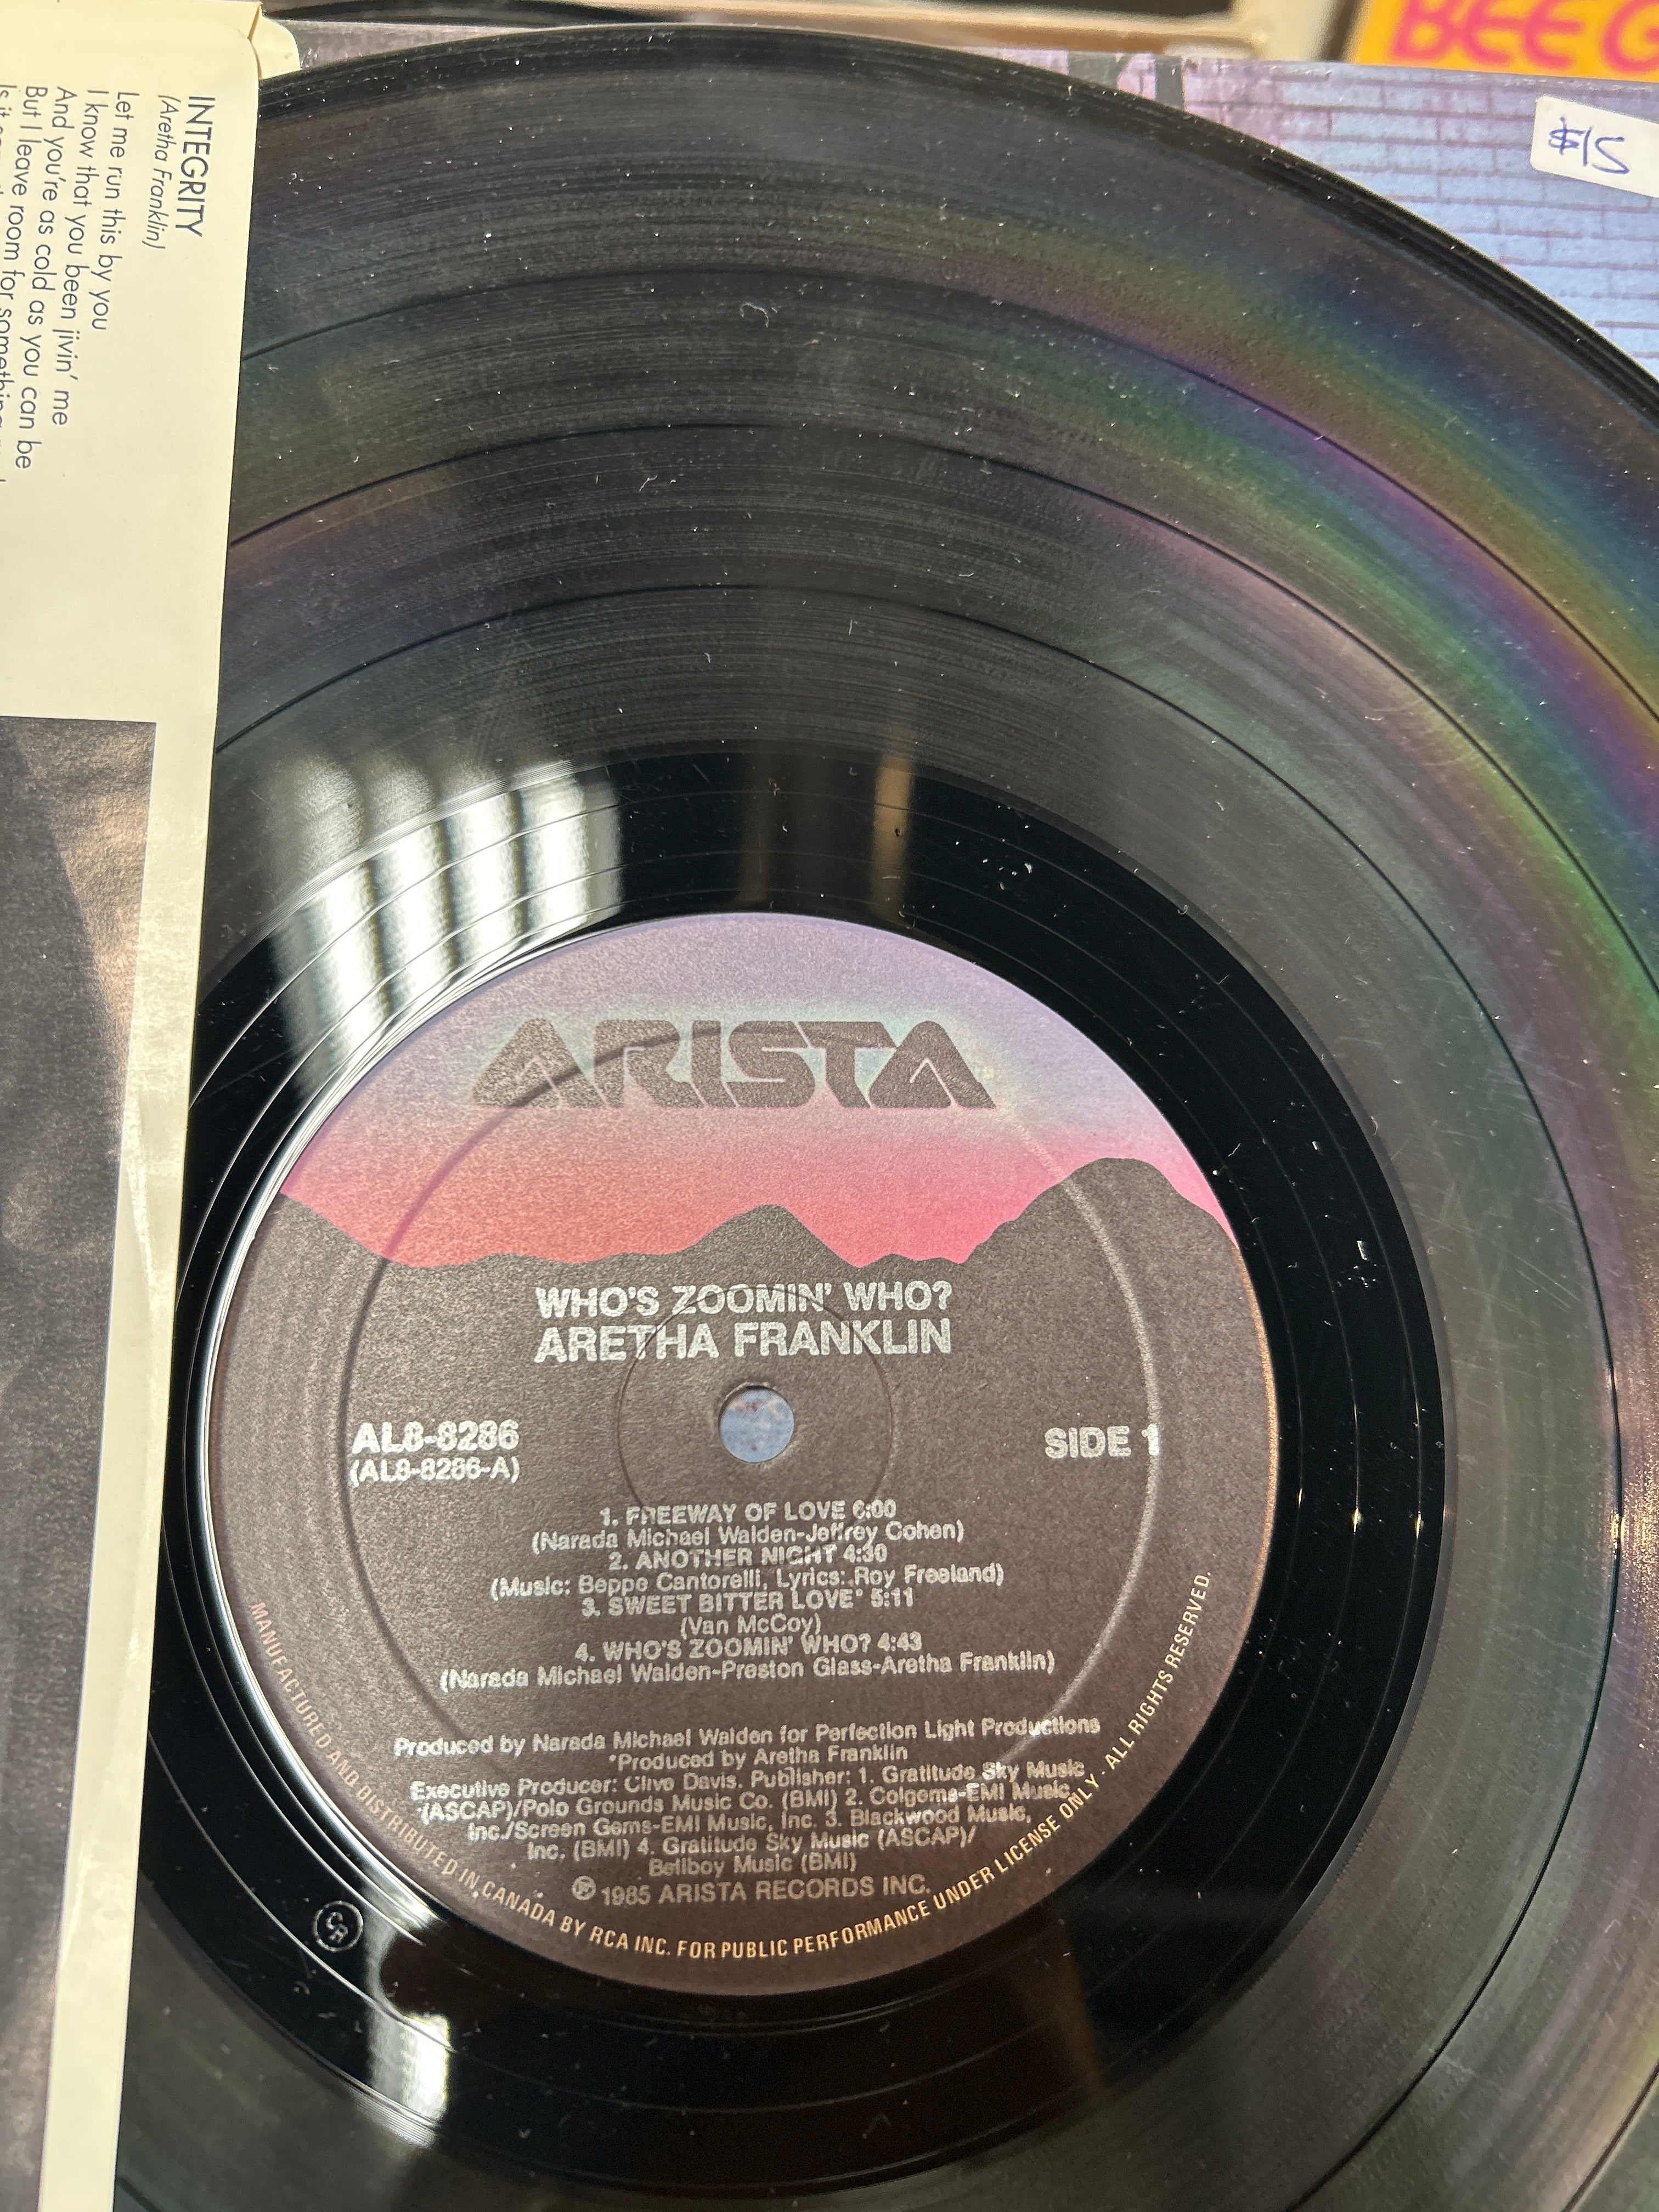 BEE G
$15
INTEGRITY
(Aretha Franklin)
Let me run this by you
I know that you been jivin' me
And you're as cold as you can be
But I leave room for something
ARISTA
WHO'S ZOOMIN' WHO?
ARETHA FRANKLIN
AL8-8286
(AL8-8286-A)
SIDE 1
1. FREEWAY OF LOVE 6:00
(Narada Michael Walden-Jeffrey Cohen)
2. ANOTHER NIGHT 4:30
(Music: Beppe Cantorelli, Lyrics: Roy Freeland)
3. SWEET BITTER LOVE* 5:11
(Van McCoy)
4. WHO'S ZOOMIN' WHO? 4:43
(Narada Michael Walden-Preston Glass-Aretha Franklin)
Produced by Narada Michael Walden for Perfection Light Productions
*Produced by Aretha Franklin
Executive Producer: Clive Davis. Publisher: 1. Gratitude Sky Music
(ASCAP)/Polo Grounds Music Co. (BMI) 2. Colgems-EMI Music,
Inc./Screen Gems-EMI Music, Inc. 3. Blackwood Music,
Inc. (BMI) 4. Gratitude Sky Music (ASCAP)/
Bellboy Music (BMI)
℗ 1985 ARISTA RECORDS INC.
MANUFACTURED AND DISTRIBUTED IN CANADA BY RCA INC. FOR PUBLIC PERFORMANCE UNDER LICENSE ONLY - ALL RIGHTS RESERVED.
CR